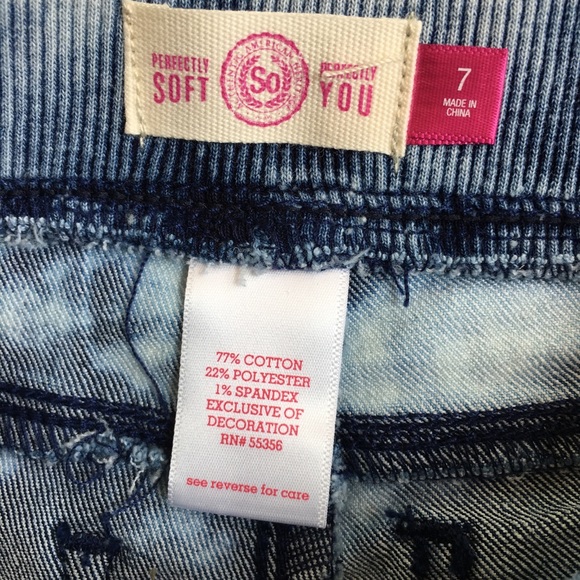 PERFECTLY
SOFT
So
PERFECTLY
YOU
7
MADE IN
CHINA
77% COTTON
22% POLYESTER
1% SPANDEX
EXCLUSIVE OF
DECORATION
RN# 55356
see reverse for care